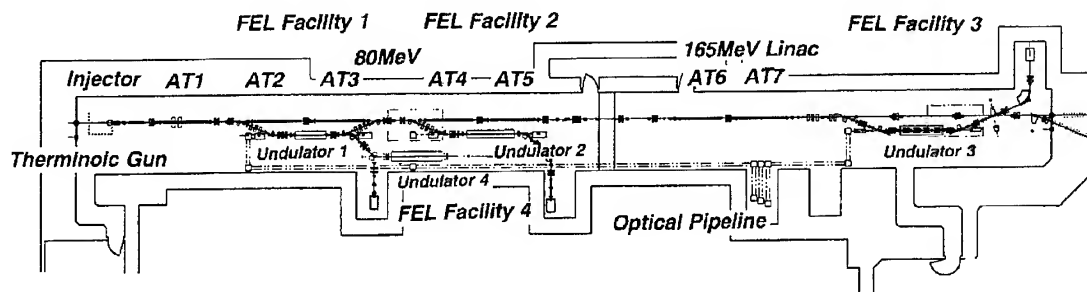 FEL Facility 1
FEL Facility 2
FEL Facility 3
80MeV
165MeV Linac
Injector
AT1
AT2
AT3
AT4
AT5
AT6
AT7
Therminoic Gun
Undulator 1
Undulator 2
Undulator 3
Undulator 4
FEL Facility 4
Optical Pipeline